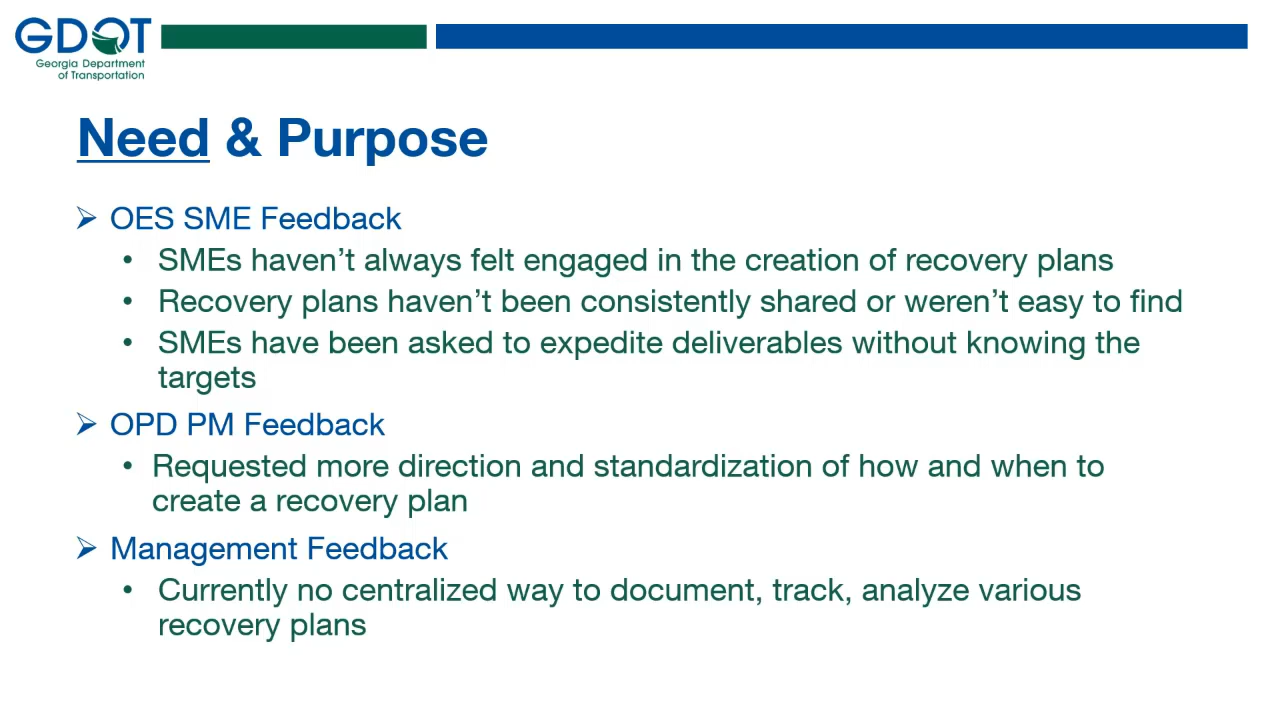 GDOT
Georgia Department
of Transportation
Need & Purpose
➢ OES SME Feedback
• SMEs haven’t always felt engaged in the creation of recovery plans
• Recovery plans haven’t been consistently shared or weren’t easy to find
• SMEs have been asked to expedite deliverables without knowing the
targets
➢ OPD PM Feedback
• Requested more direction and standardization of how and when to
create a recovery plan
➢ Management Feedback
• Currently no centralized way to document, track, analyze various
recovery plans